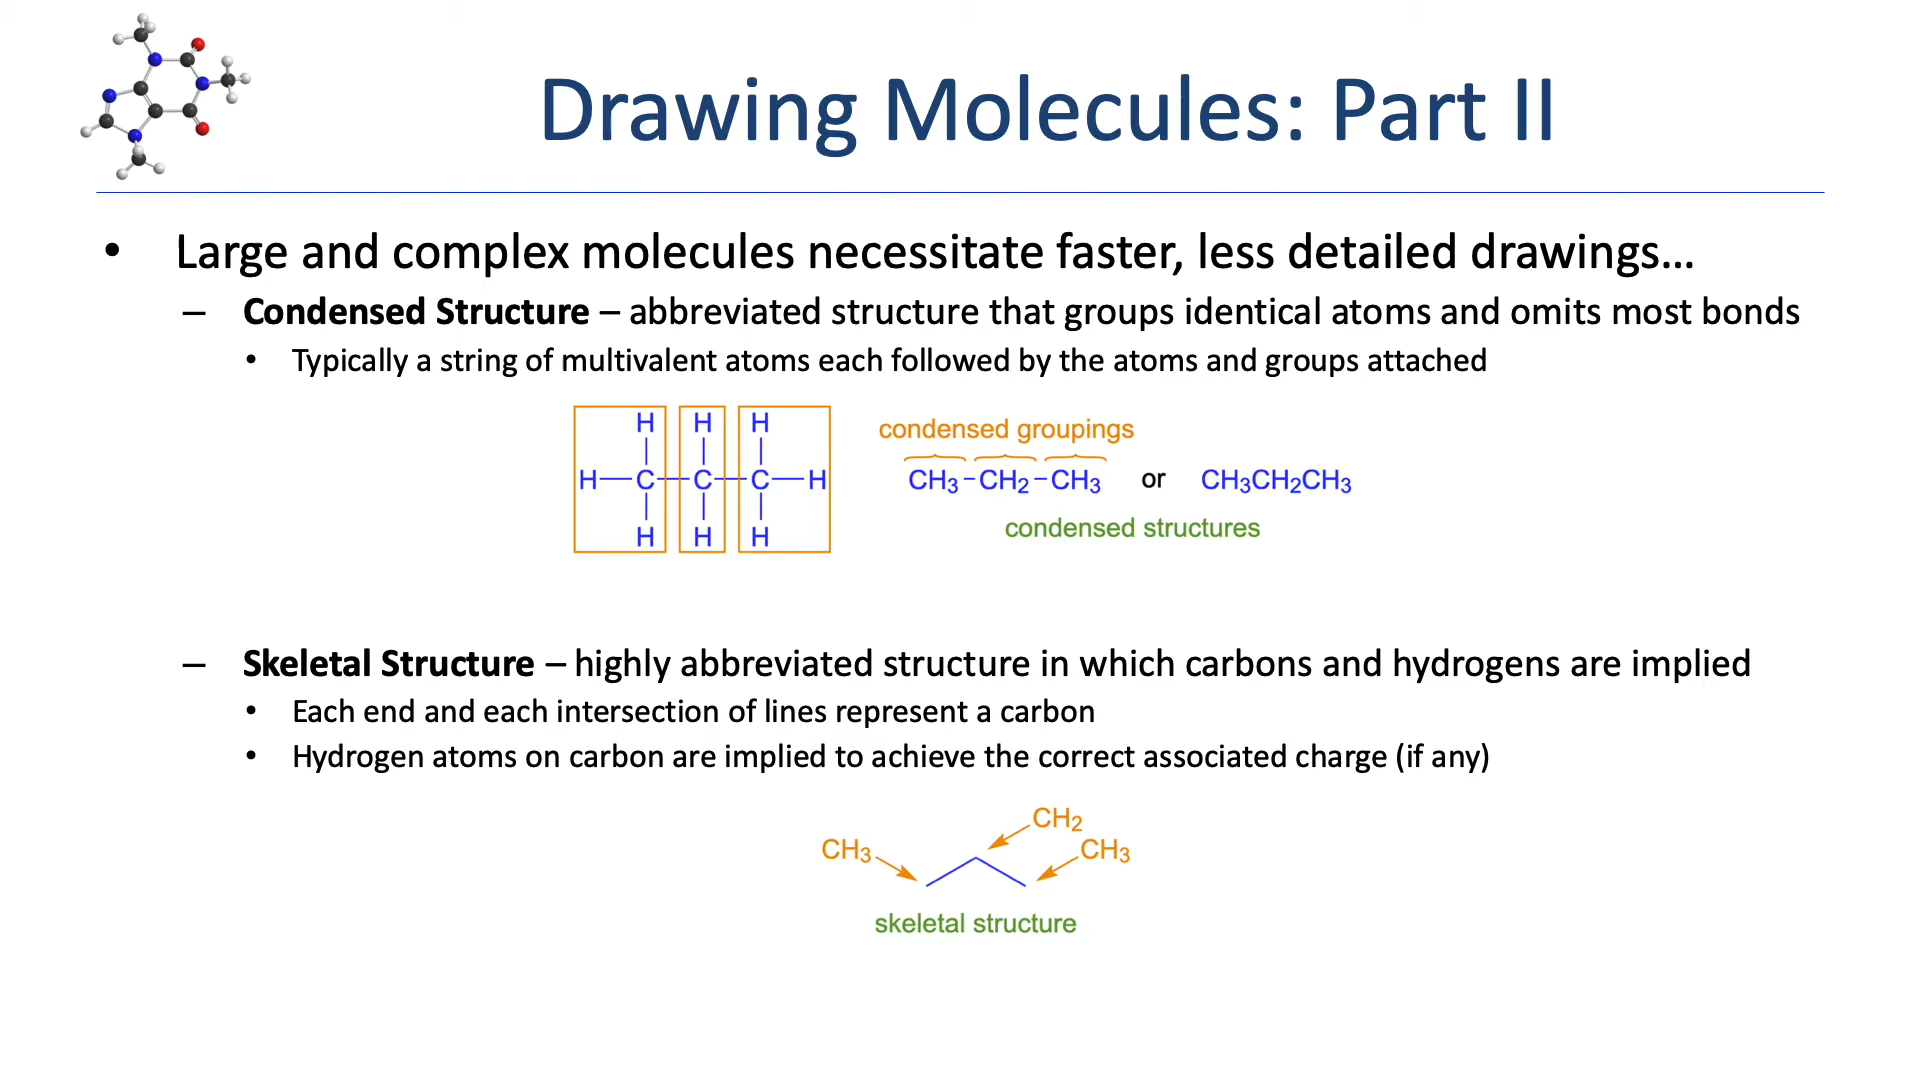 Drawing Molecules: Part II
• Large and complex molecules necessitate faster, less detailed drawings...
– Condensed Structure – abbreviated structure that groups identical atoms and omits most bonds
• Typically a string of multivalent atoms each followed by the atoms and groups attached
H H H
H—C—C—C—H
H H H
condensed groupings
CH3–CH2–CH3 or CH3CH2CH3
condensed structures
– Skeletal Structure – highly abbreviated structure in which carbons and hydrogens are implied
• Each end and each intersection of lines represent a carbon
• Hydrogen atoms on carbon are implied to achieve the correct associated charge (if any)
CH2
CH3 CH3
skeletal structure